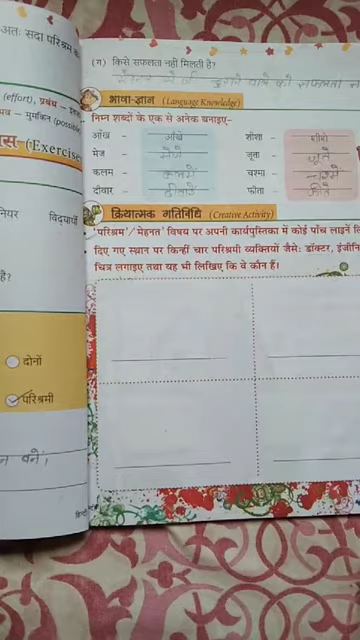 अतः सदा परिश्रम
(effort), प्रबंध -
मुमकिन (possible
(Exercise
दोनों
परिश्रमी
(ग) किसे सफलता नहीं मिलती है?
भाषा-ज्ञान (Language Knowledge)
निम्न शब्दों के एक से अनेक बनाइए-
आँख - आँखें शीशा - शीशे
मेज - मेजें जूता - जूते
कलम - कलमें चश्मा - चश्मे
दीवार - दीवारें फीता - फीते
क्रियात्मक गतिविधि (Creative Activity)
'परिश्रम'/'मेहनत' विषय पर अपनी कार्यपुस्तिका में कोई पाँच लाइनें
दिए गए स्थान पर किन्हीं चार परिश्रमी व्यक्तियों जैसे: डॉक्टर,
चित्र लगाइए तथा यह भी लिखिए कि वे कौन हैं।